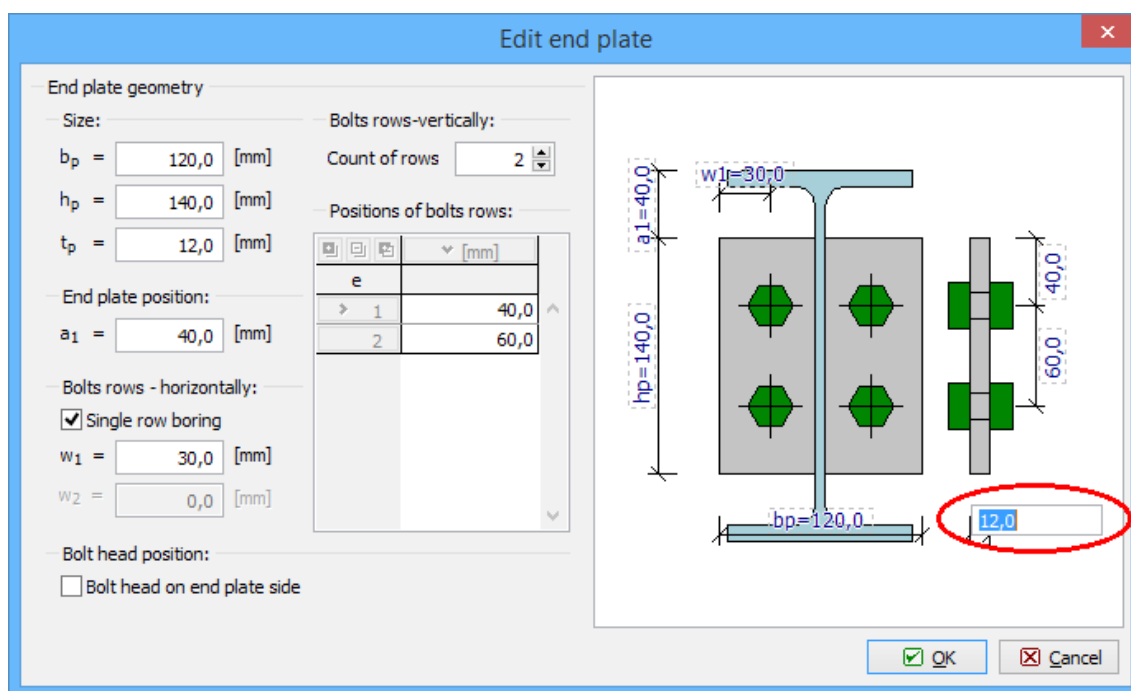 Edit end plate
End plate geometry
Size:
bp = 120,0 [mm]
hp = 140,0 [mm]
tp = 12,0 [mm]
End plate position:
a1 = 40,0 [mm]
Bolts rows - horizontally:
Single row boring
w1 = 30,0 [mm]
w2 = 0,0 [mm]
Bolt head position:
Bolt head on end plate side
Bolts rows-vertically:
Count of rows 2
Positions of bolts rows:
[mm]
e
> 1 40,0
2 60,0
a1=40,0
w1=30,0
hp=140,0
40,0
60,0
bp=120,0
12,0
OK
Cancel